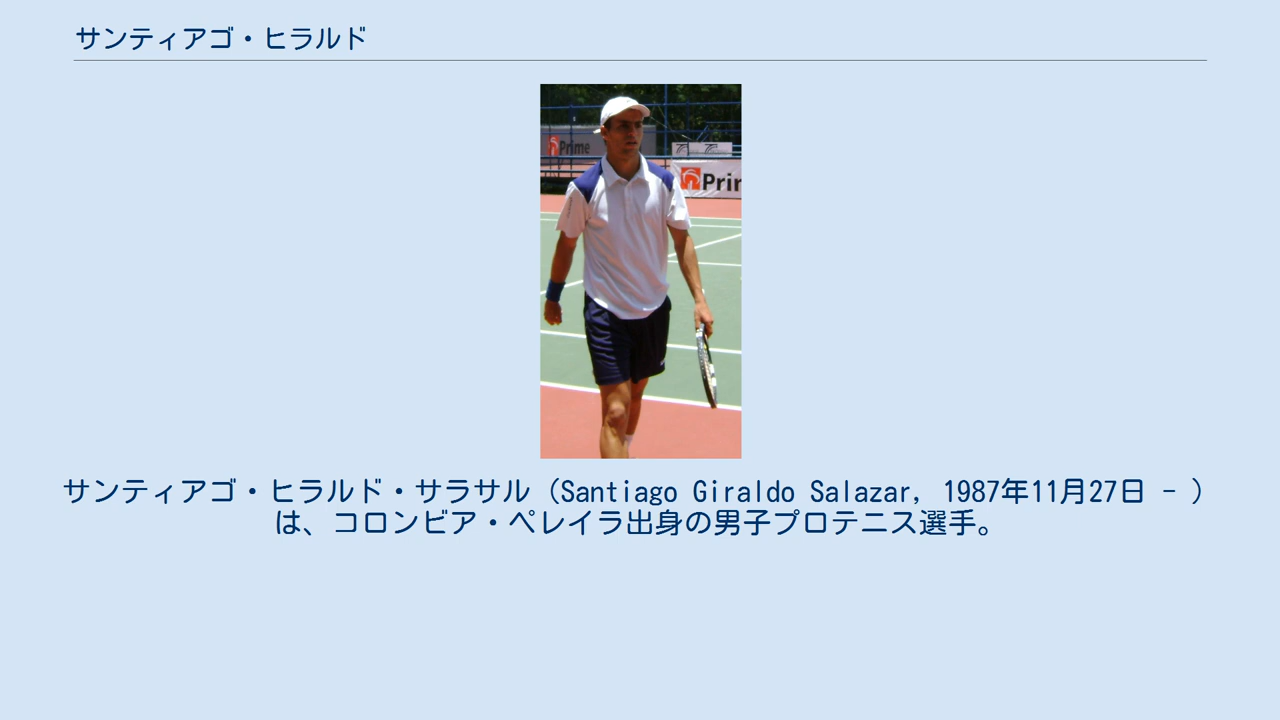 サンティアゴ・ヒラルド
Prime
Prim
サンティアゴ・ヒラルド・サラサル（Santiago Giraldo Salazar, 1987年11月27日 - ）
は、コロンビア・ペレイラ出身の男子プロテニス選手。